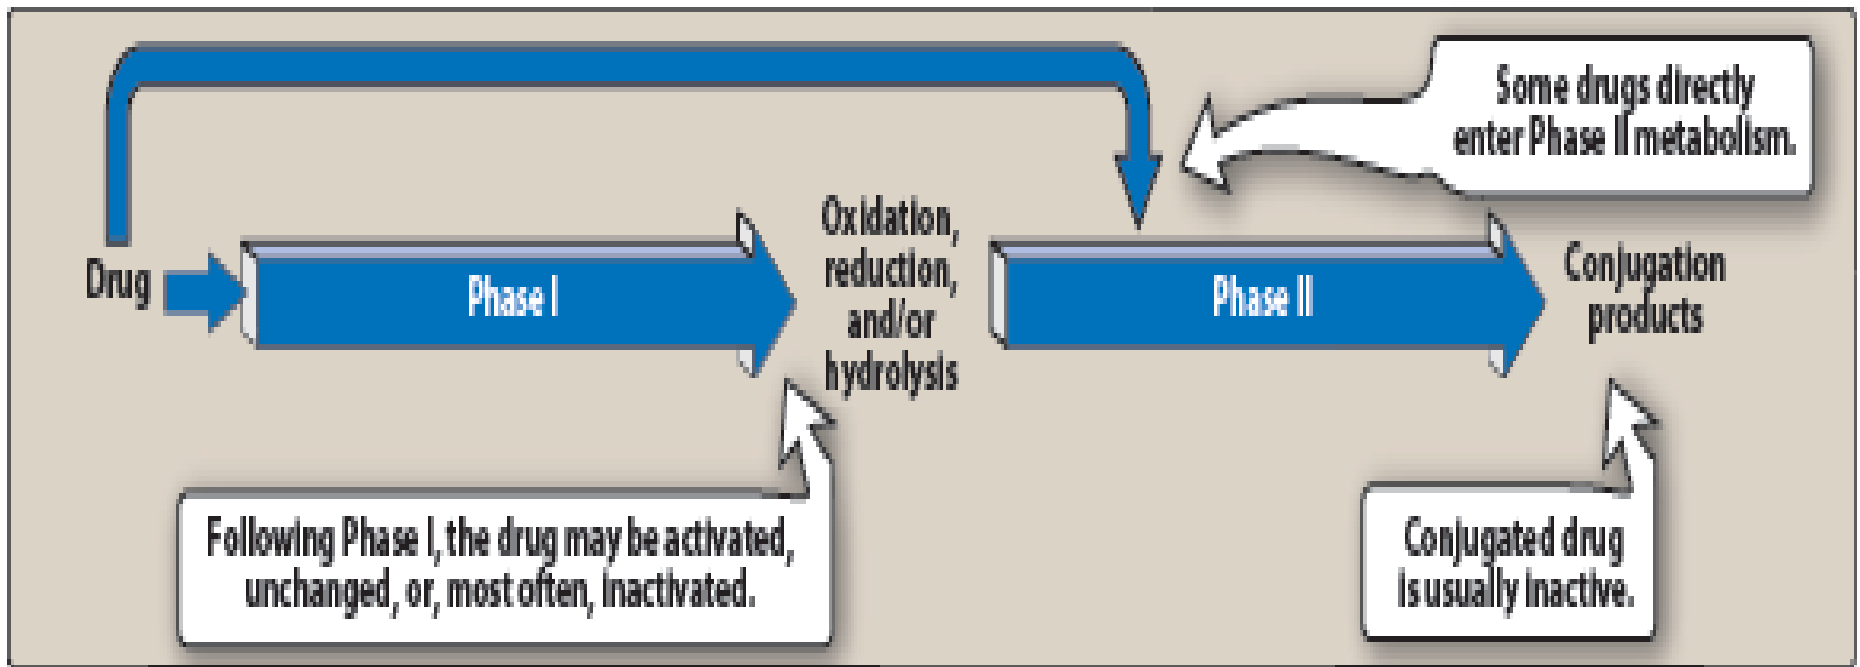 Some drugs directly
enter Phase II metabolism.
Drug
Phase I
Oxidation,
reduction,
and/or
hydrolysis
Phase II
Conjugation
products
Following Phase I, the drug may be activated,
unchanged, or, most often, inactivated.
Conjugated drug
is usually inactive.